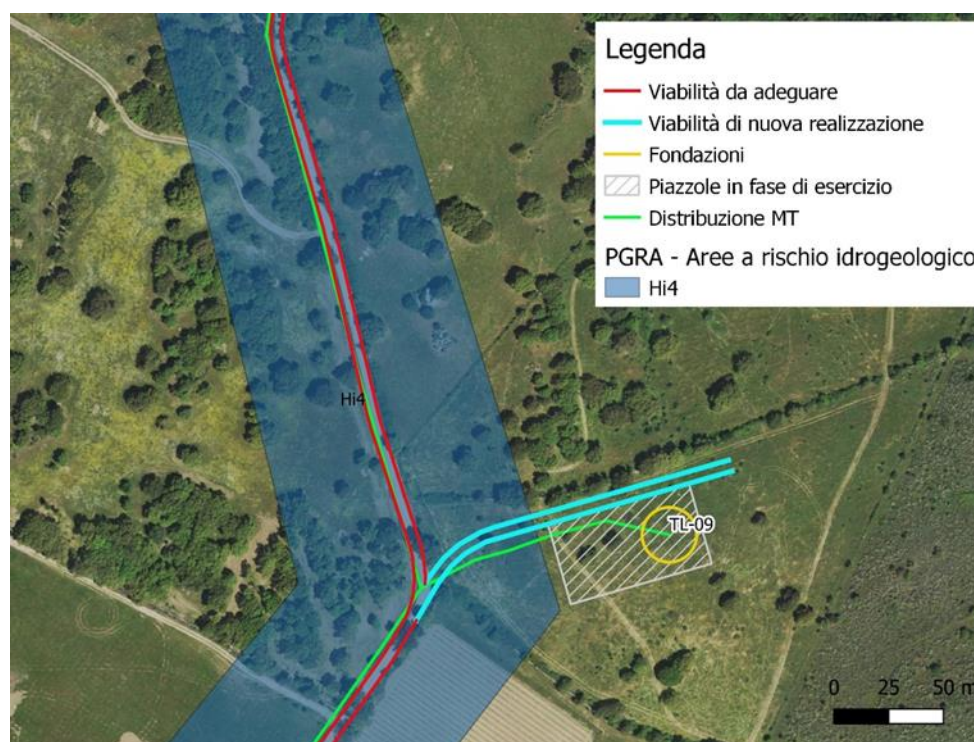 Legenda
Viabilità da adeguare
Viabilità di nuova realizzazione
Fondazioni
Piazzole in fase di esercizio
Distribuzione MT
PGRA - Aree a rischio idrogeologico
Hi4
Hi4
TL-09
0 25 50 m